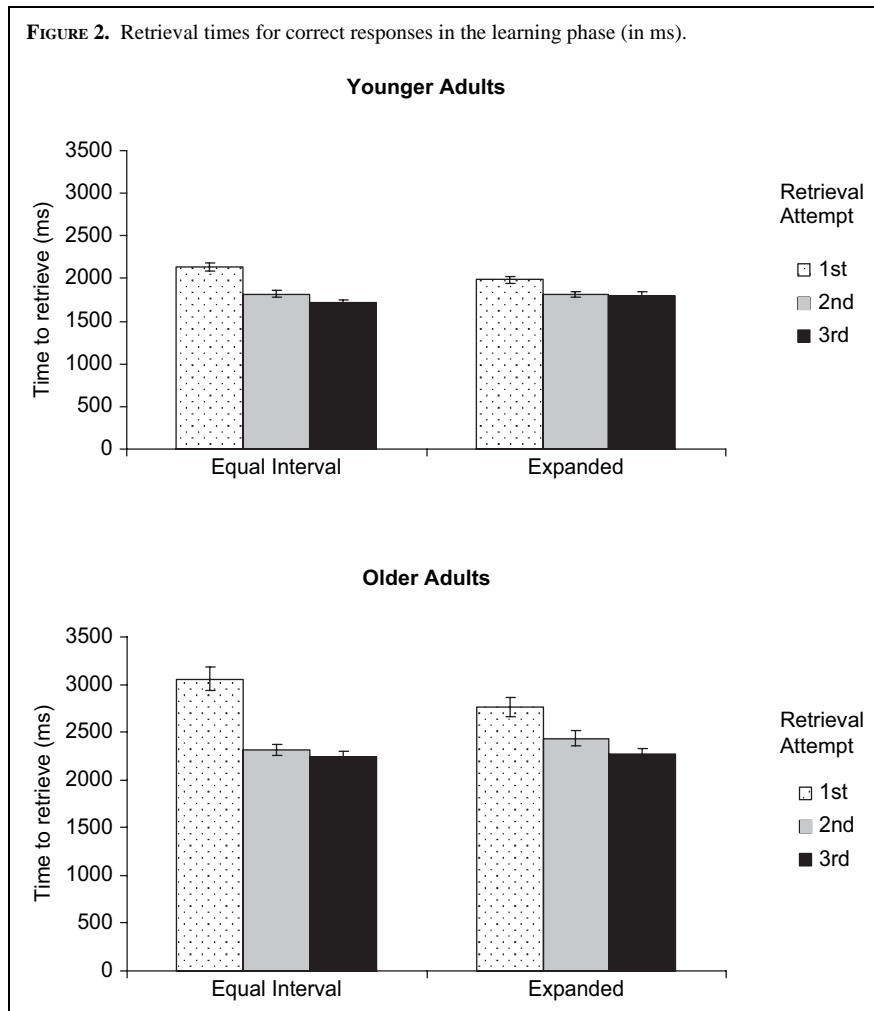 FIGURE 2. Retrieval times for correct responses in the learning phase (in ms).
Younger Adults
Time to retrieve (ms)
3500
3000
2500
2000
1500
1000
500
0
Equal Interval
Expanded
Retrieval
Attempt
1st
2nd
3rd
Older Adults
Time to retrieve (ms)
3500
3000
2500
2000
1500
1000
500
0
Equal Interval
Expanded
Retrieval
Attempt
1st
2nd
3rd